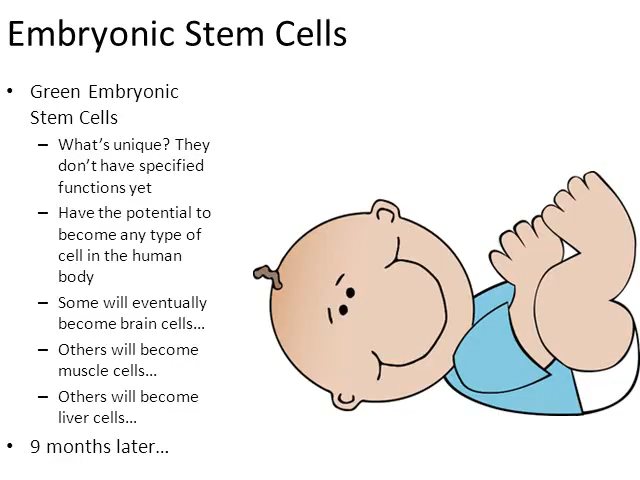 Embryonic Stem Cells
• Green Embryonic
Stem Cells
– What's unique? They
don't have specified
functions yet
– Have the potential to
become any type of
cell in the human
body
– Some will eventually
become brain cells…
– Others will become
muscle cells…
– Others will become
liver cells…
• 9 months later…